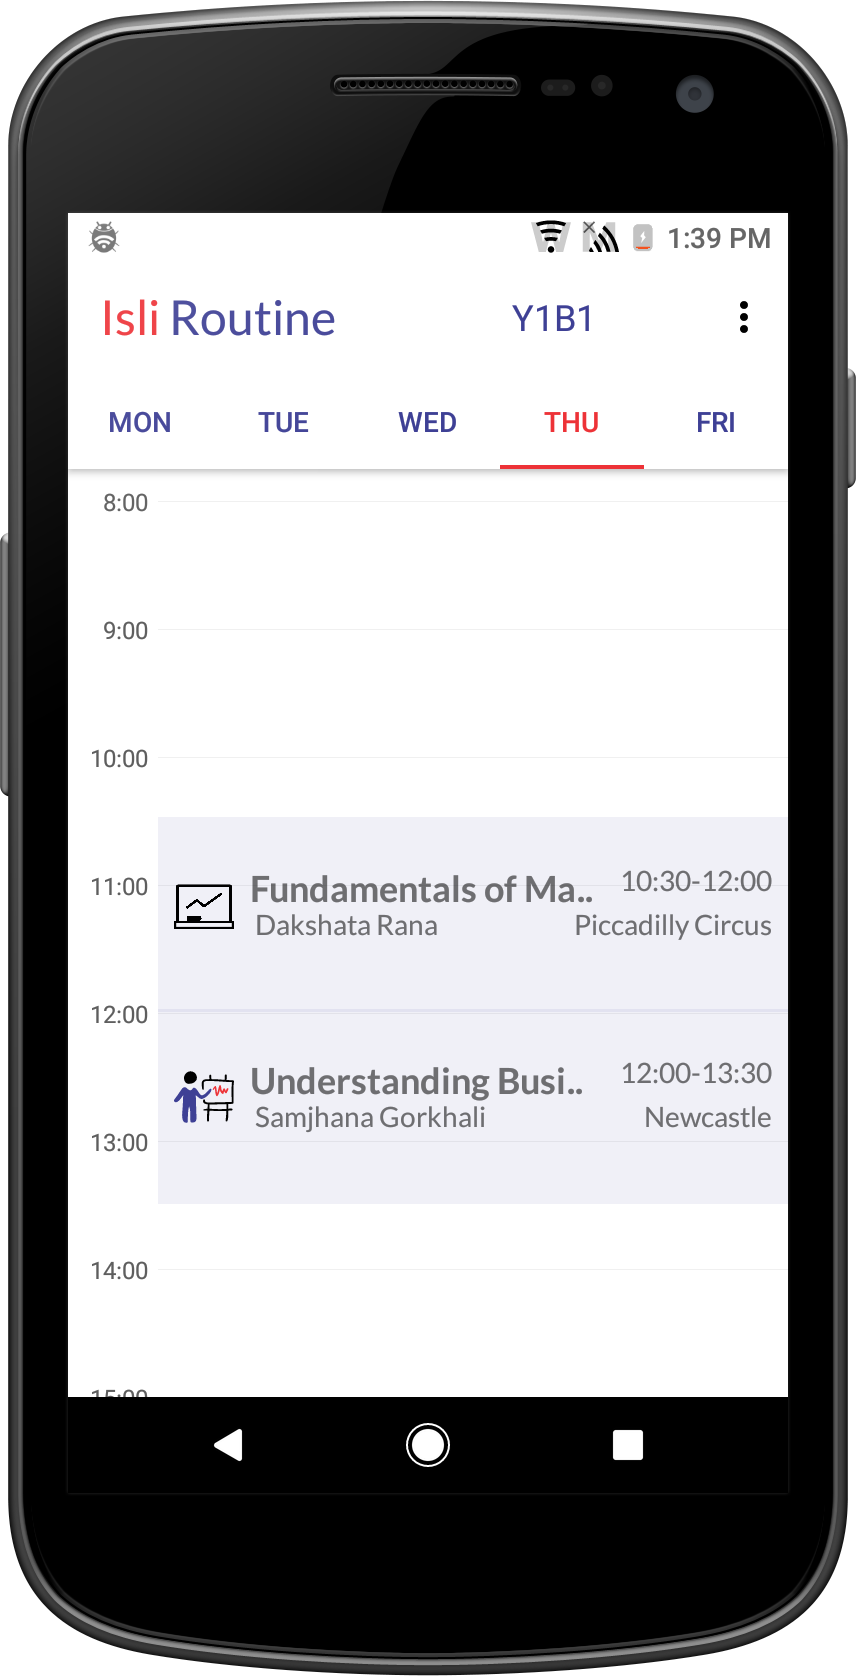 1:39 PM
Isli Routine Y1B1
MON TUE WED THU FRI
8:00
9:00
10:00
11:00 Fundamentals of Ma.. 10:30-12:00
Dakshata Rana Piccadilly Circus
12:00
Understanding Busi.. 12:00-13:30
Samjhana Gorkhali Newcastle
13:00
14:00
15:00